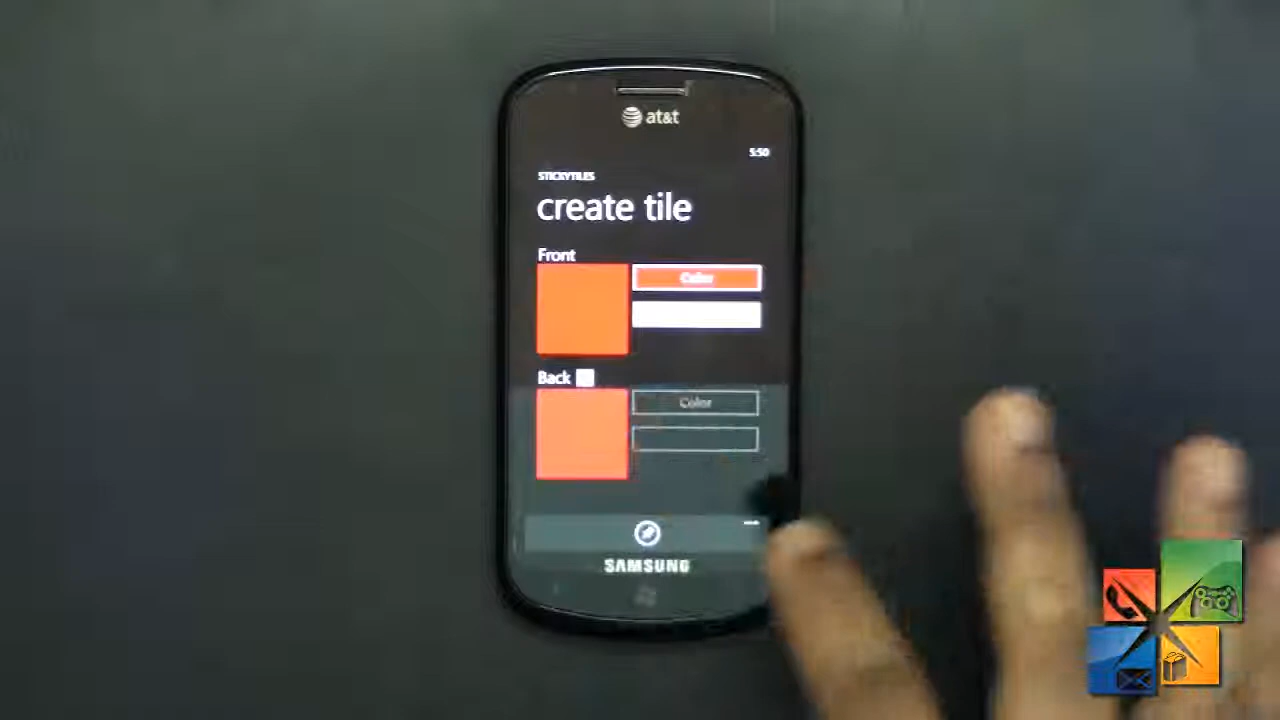 at&t
5:50
STICKYTILES
create tile
Front
Color
Back
Color
SAMSUNG